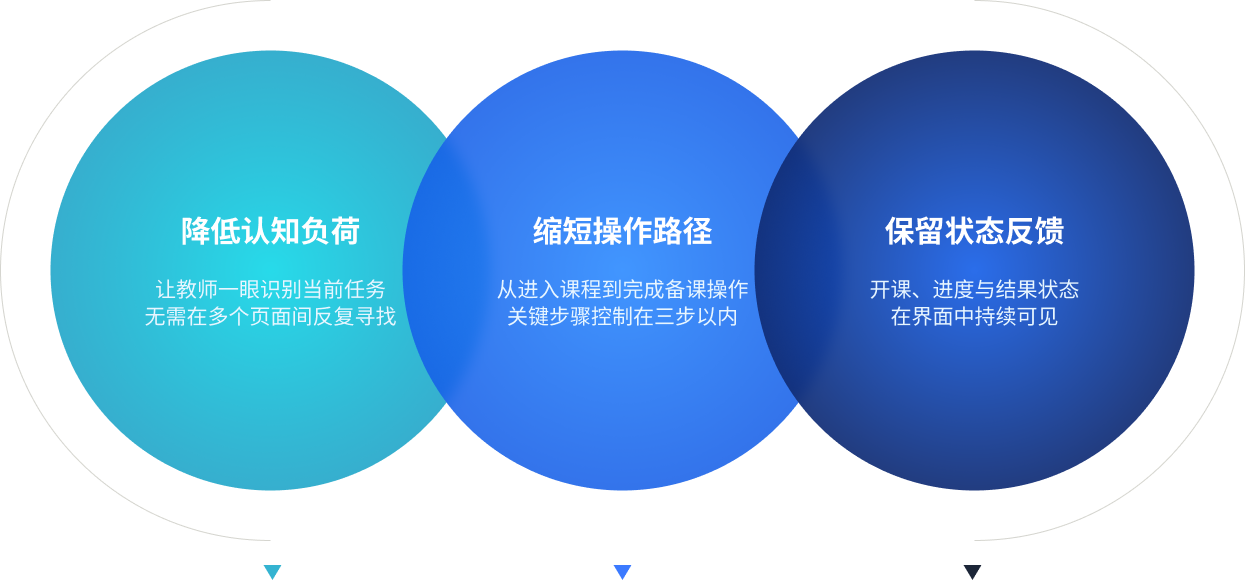 降低认知负荷
让教师一眼识别当前任务
无需在多个页面间反复寻找
缩短操作路径
从进入课程到完成备课操作
关键步骤控制在三步以内
保留状态反馈
开课、进度与结果状态
在界面中持续可见